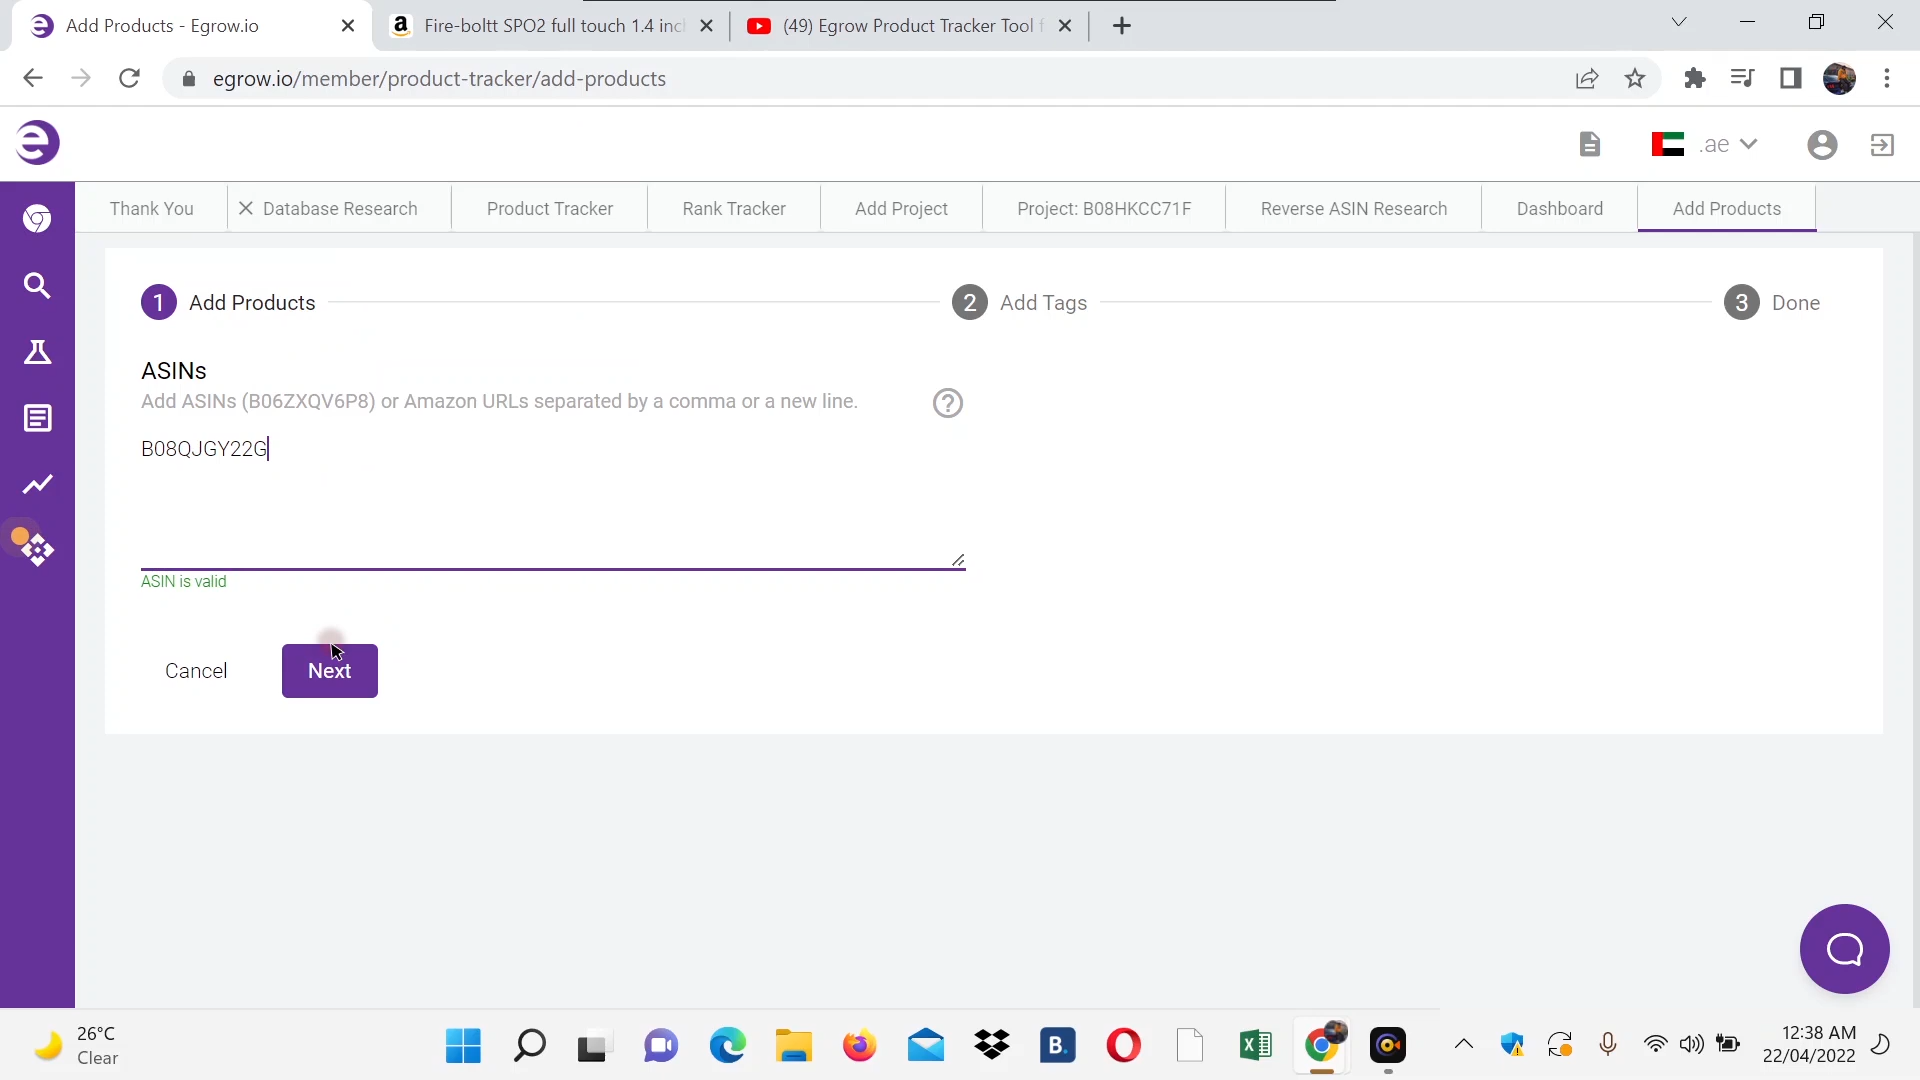 Add Products - Egrow.io
Fire-boltt SPO2 full touch 1.4 inc
(49) Egrow Product Tracker Tool f
egrow.io/member/product-tracker/add-products
.ae
Thank You
Database Research
Product Tracker
Rank Tracker
Add Project
Project: B08HKCC71F
Reverse ASIN Research
Dashboard
Add Products
1 Add Products
2 Add Tags
3 Done
ASINs
Add ASINs (B06ZXQV6P8) or Amazon URLs separated by a comma or a new line.
B08QJGY22G
ASIN is valid
Cancel
Next
26°C
Clear
B.
12:38 AM
22/04/2022